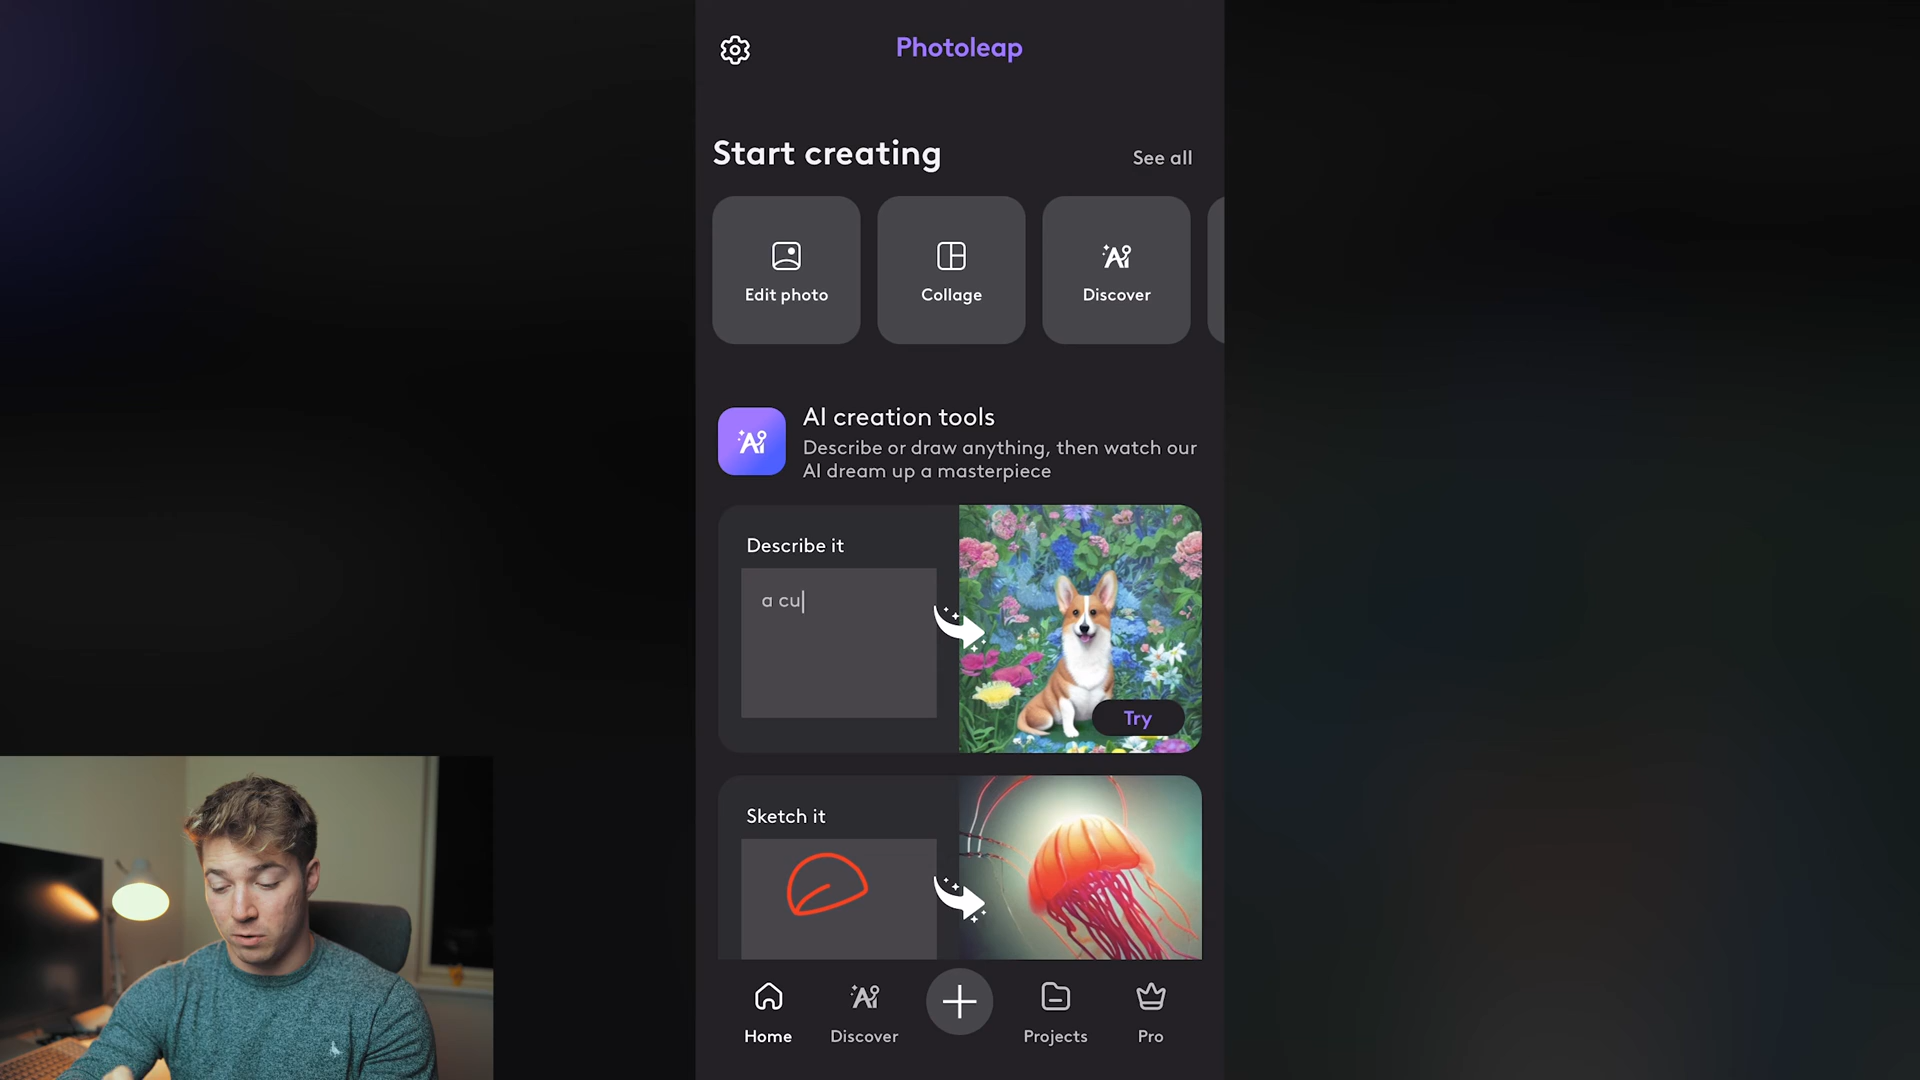 Photoleap
Start creating
See all
Edit photo
Collage
Discover
AI creation tools
Describe or draw anything, then watch our
AI dream up a masterpiece
Describe it
a cu
Try
Sketch it
Home
Discover
Projects
Pro